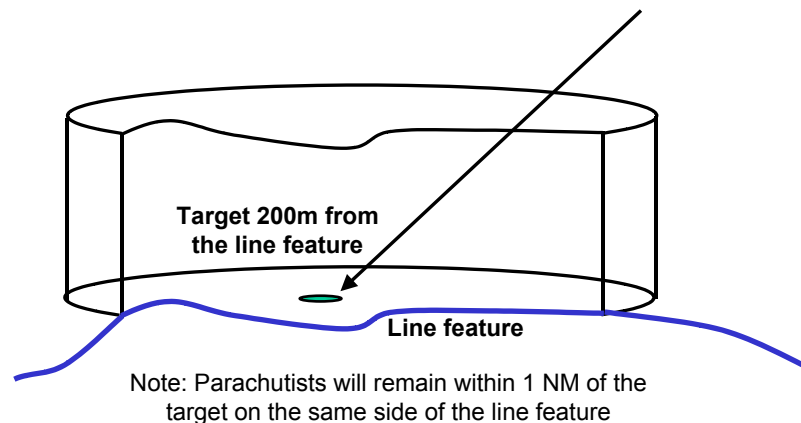 Target 200m from
the line feature
Line feature
Note: Parachutists will remain within 1 NM of the
target on the same side of the line feature